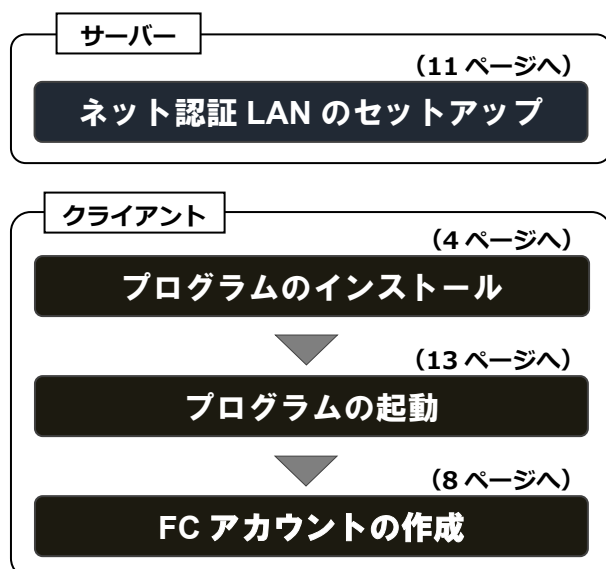 サーバー
（11 ページへ）
ネット認証 LAN のセットアップ
クライアント
（4 ページへ）
プログラムのインストール
（13 ページへ）
プログラムの起動
（8 ページへ）
FC アカウントの作成